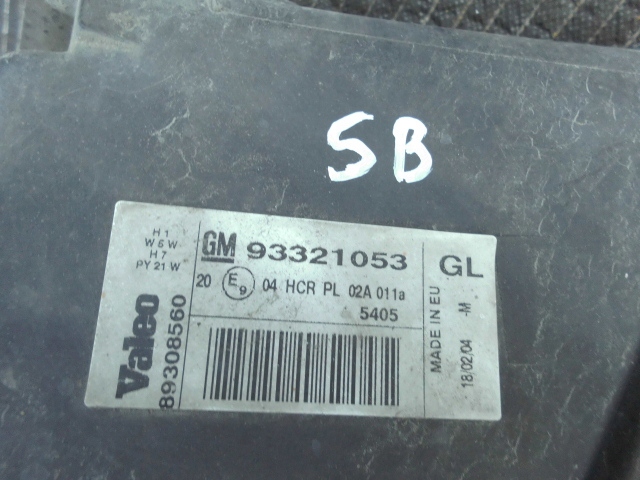 SB
H1
W5W
H7
PY21W
GM 93321053
20 E9 04 HCR PL 02A 011a
5405
Valeo
89308560
GL
MADE IN EU
18/02/04 -M